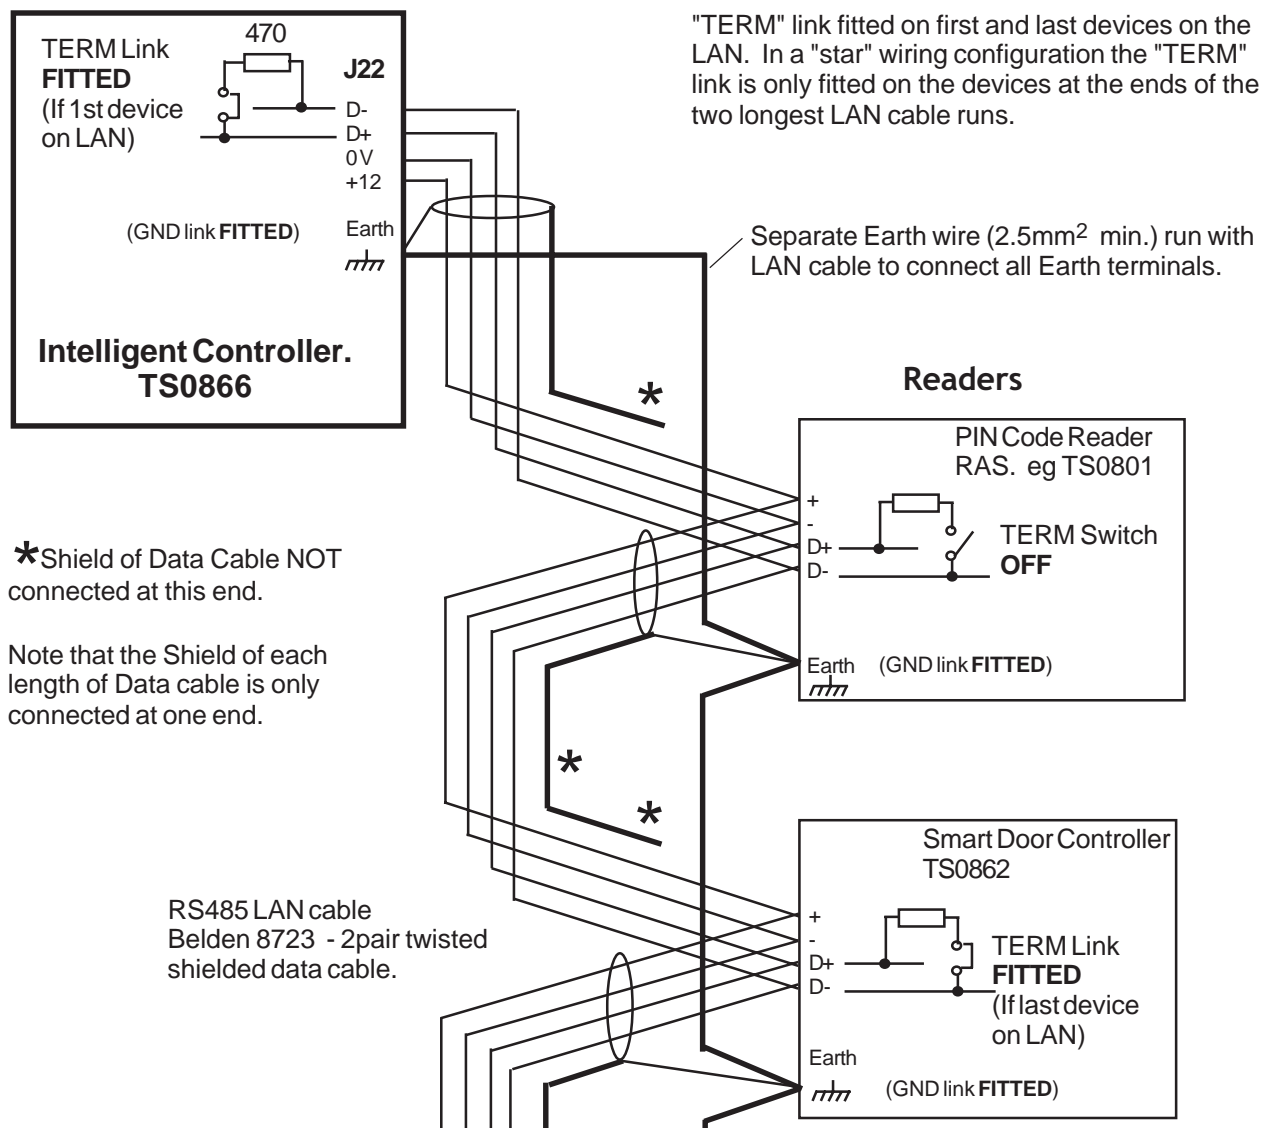 TERM Link
FITTED
(If 1st device
on LAN)
470
J22
D-
D+
0V
+12
(GND link FITTED)
Earth
Intelligent Controller.
TS0866
"TERM" link fitted on first and last devices on the
LAN. In a "star" wiring configuration the "TERM"
link is only fitted on the devices at the ends of the
two longest LAN cable runs.
Separate Earth wire (2.5mm² min.) run with
LAN cable to connect all Earth terminals.
*
Readers
PIN Code Reader
RAS. eg TS0801
+
-
D+
D-
TERM Switch
OFF
Earth
(GND link FITTED)
*Shield of Data Cable NOT
connected at this end.
Note that the Shield of each
length of Data cable is only
connected at one end.
*
*
RS485 LAN cable
Belden 8723 - 2pair twisted
shielded data cable.
Smart Door Controller
TS0862
+
-
D+
D-
TERM Link
FITTED
(If last device
on LAN)
Earth
(GND link FITTED)